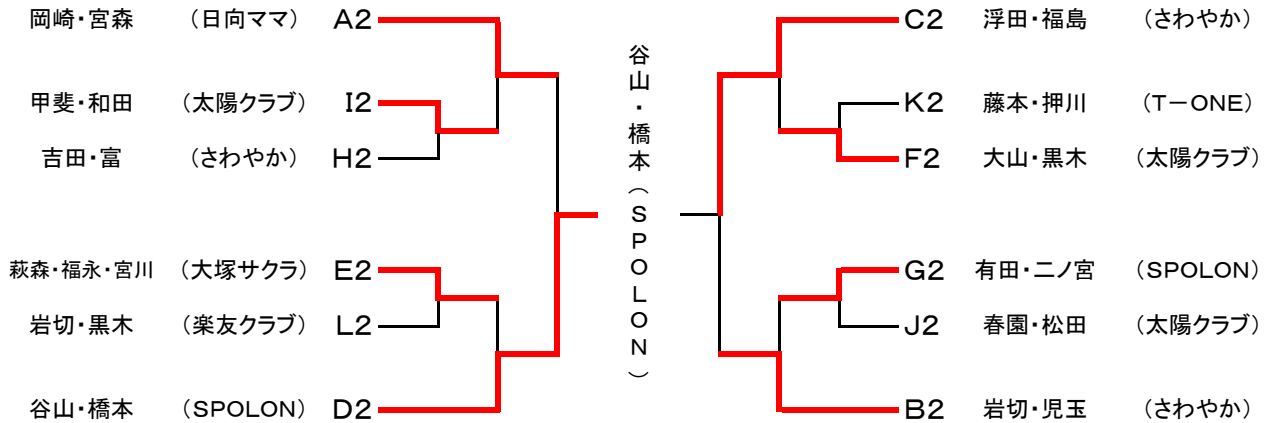 岡崎・宮森 (日向ママ) A2
甲斐・和田 (太陽クラブ) I2
吉田・富 (さわやか) H2
萩森・福永・宮川 (大塚サクラ) E2
岩切・黒木 (楽友クラブ) L2
谷山・橋本 (SPOLON) D2
谷山・橋本(SPOLON)
C2 浮田・福島 (さわやか)
K2 藤本・押川 (T-ONE)
F2 大山・黒木 (太陽クラブ)
G2 有田・二ノ宮 (SPOLON)
J2 春園・松田 (太陽クラブ)
B2 岩切・児玉 (さわやか)